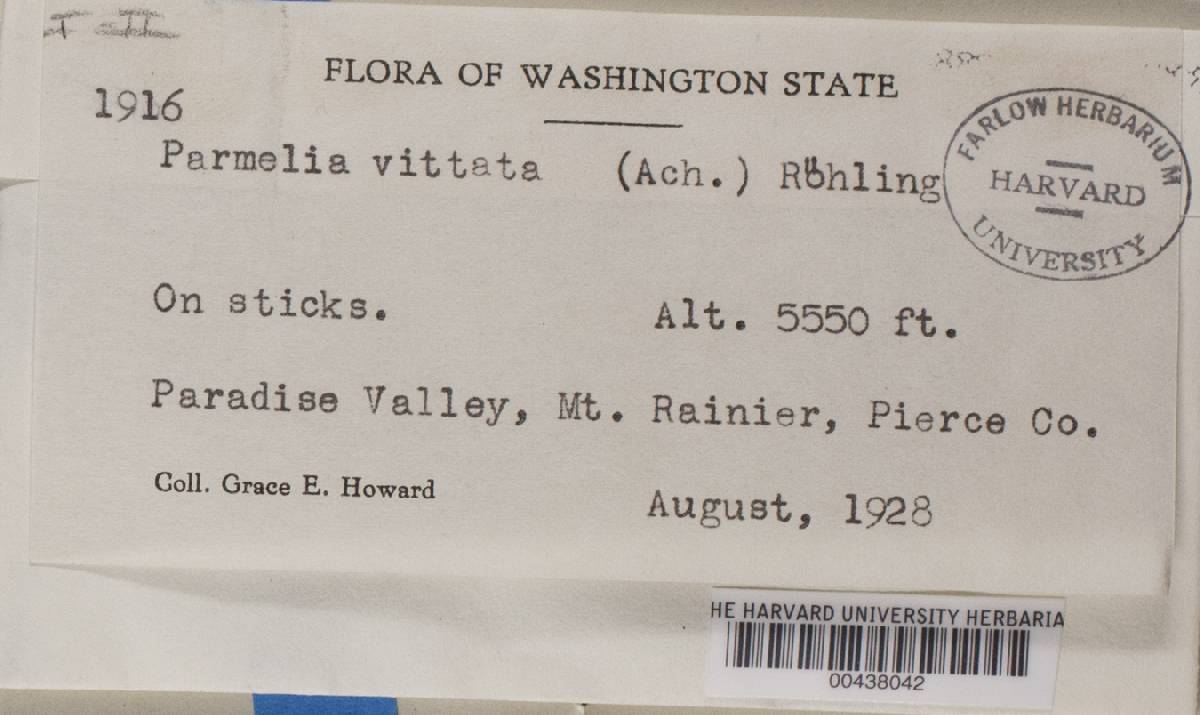 I II
FLORA OF WASHINGTON STATE
1916
Parmelia vittata (Ach.) Röhling
FARLOW HERBARIUM
HARVARD
UNIVERSITY
On sticks. Alt. 5550 ft.
Paradise Valley, Mt. Rainier, Pierce Co.
Coll. Grace E. Howard
August, 1928
HE HARVARD UNIVERSITY HERBARIA
00438042